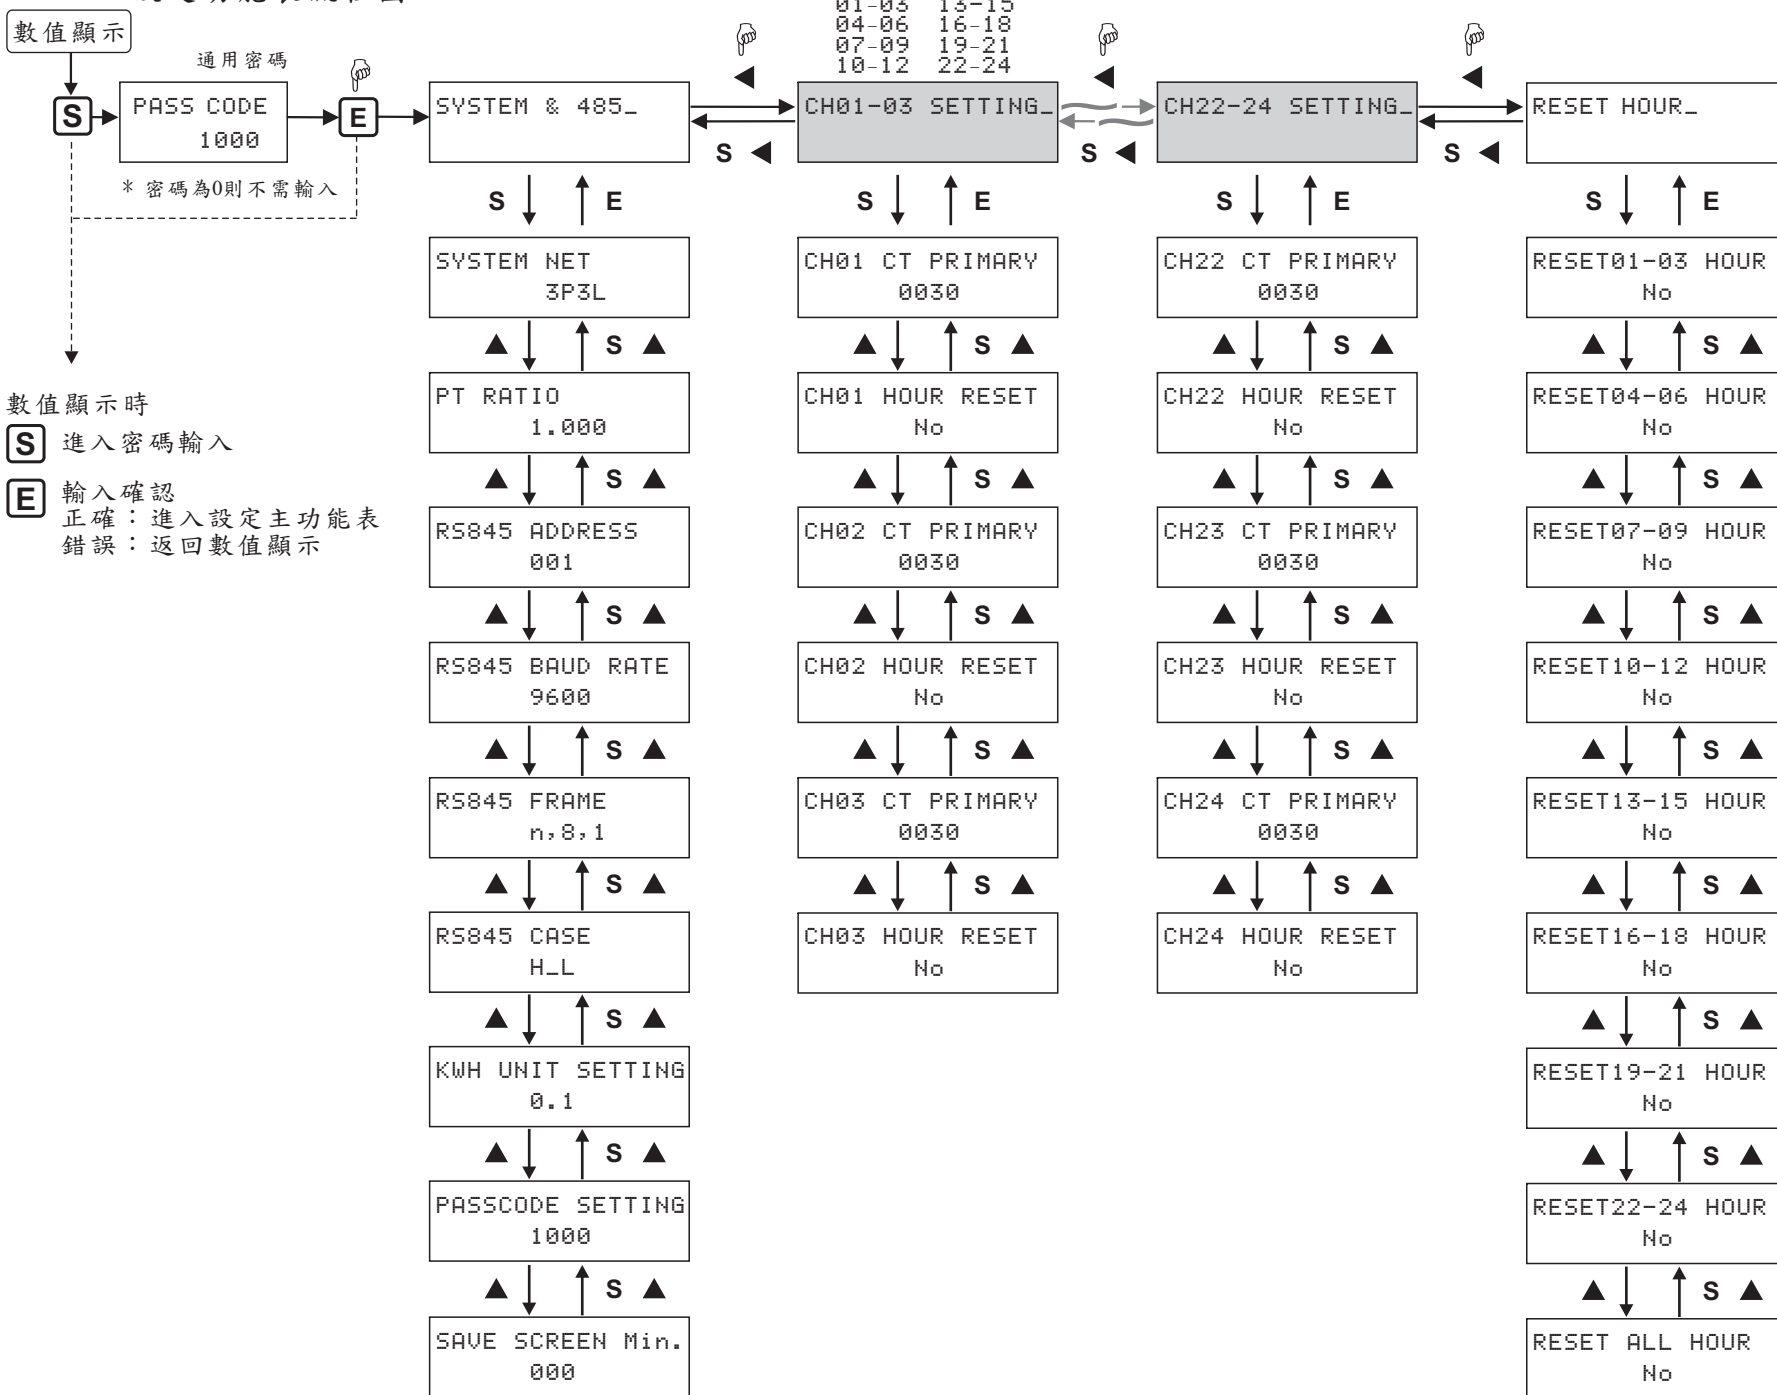 數值顯示
通用密碼
S
PASS CODE
1000
E
* 密碼為0則不需輸入
數值顯示時
S 進入密碼輸入
E 輸入確認
正確：進入設定主功能表
錯誤：返回數值顯示
SYSTEM & 485_
S E
SYSTEM NET
3P3L
S
PT RATIO
1.000
S
RS845 ADDRESS
001
S
RS845 BAUD RATE
9600
S
RS845 FRAME
n,8,1
S
RS845 CASE
H_L
S
KWH UNIT SETTING
0.1
S
PASSCODE SETTING
1000
S
SAVE SCREEN Min.
000
S
01-03 13-15
04-06 16-18
07-09 19-21
10-12 22-24
CH01-03 SETTING_
S E
CH01 CT PRIMARY
0030
S
CH01 HOUR RESET
No
S
CH02 CT PRIMARY
0030
S
CH02 HOUR RESET
No
S
CH03 CT PRIMARY
0030
S
CH03 HOUR RESET
No
S
CH22-24 SETTING_
S E
CH22 CT PRIMARY
0030
S
CH22 HOUR RESET
No
S
CH23 CT PRIMARY
0030
S
CH23 HOUR RESET
No
S
CH24 CT PRIMARY
0030
S
CH24 HOUR RESET
No
S
RESET HOUR_
S E
RESET01-03 HOUR
No
S
RESET04-06 HOUR
No
S
RESET07-09 HOUR
No
S
RESET10-12 HOUR
No
S
RESET13-15 HOUR
No
S
RESET16-18 HOUR
No
S
RESET19-21 HOUR
No
S
RESET22-24 HOUR
No
S
RESET ALL HOUR
No